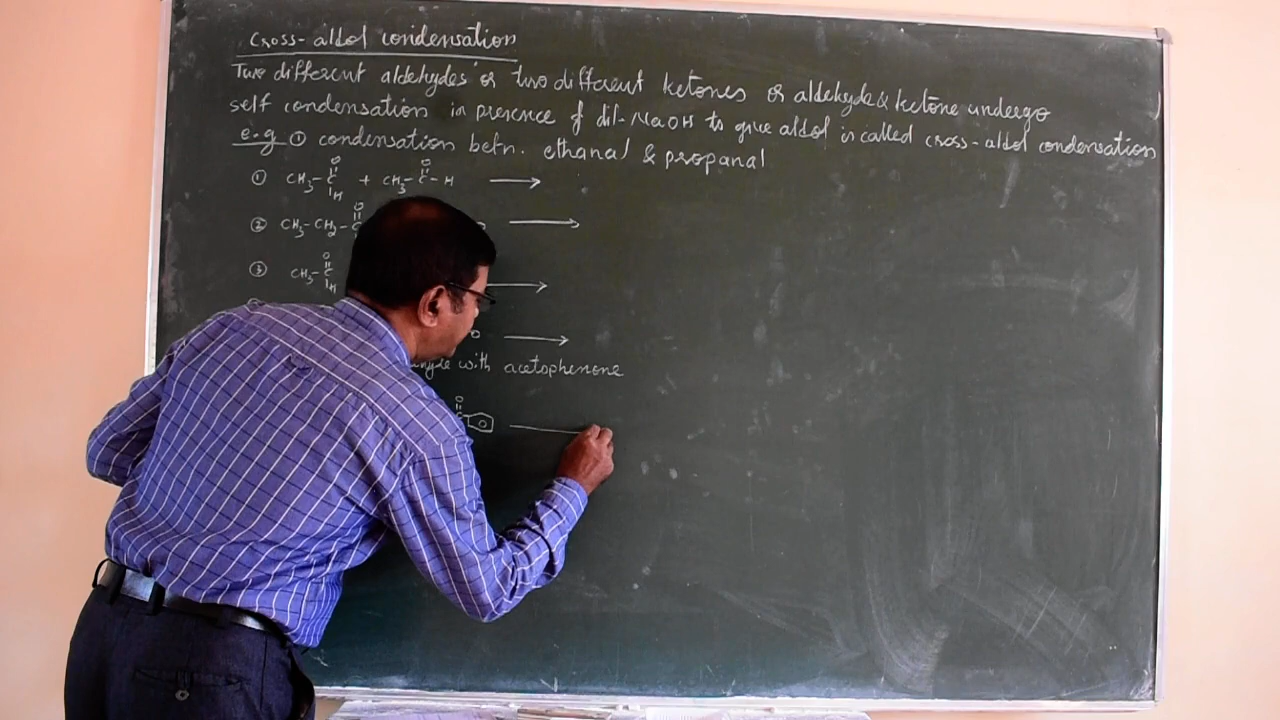 Cross-aldol condensation
Two different aldehydes or two different ketones or aldehyde & ketone undergo
self condensation in presence of dil-NaOH to give aldol is called cross-aldol condensation
e.g ① condensation betn. ethanal & propanal
① CH3-C(=O)-H + CH3-C(=O)-H ⟶
② CH3-CH2-C=O ⟶
③ CH3-C(=O)-H ⟶
O ⟶
with acetophenone
O